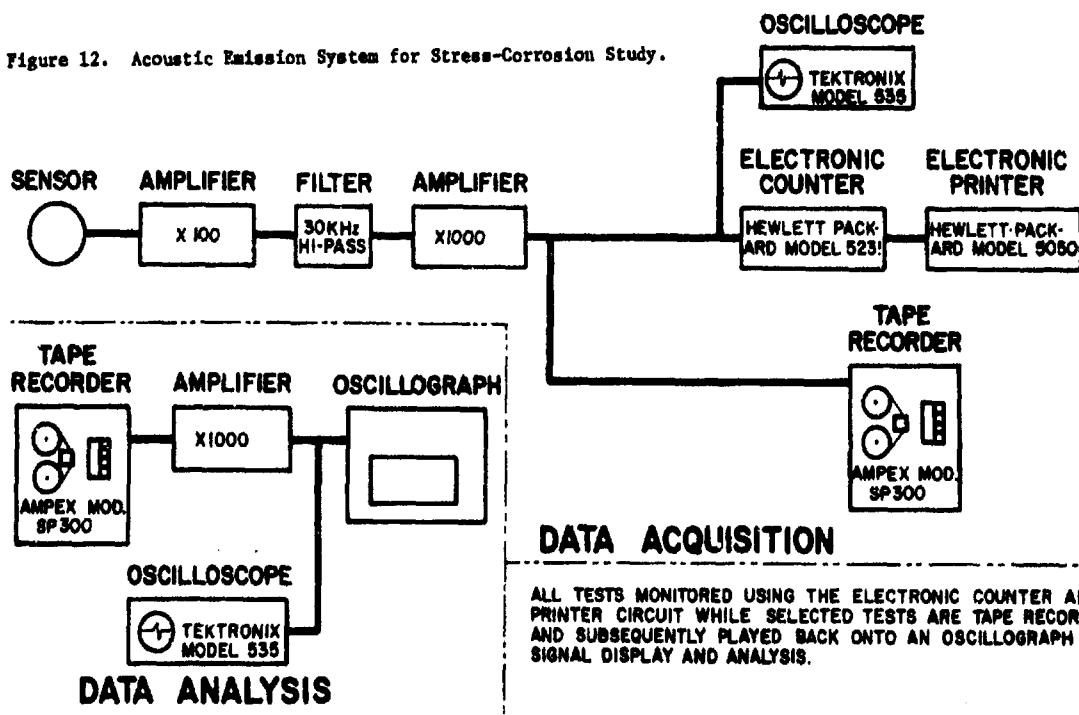 Figure 12. Acoustic Emission System for Stress-Corrosion Study.
OSCILLOSCOPE
TEKTRONIX
MODEL 535
SENSOR
AMPLIFIER
X 100
FILTER
30KHz
HI-PASS
AMPLIFIER
X1000
ELECTRONIC
COUNTER
HEWLETT PACK-
ARD MODEL 523!
ELECTRONIC
PRINTER
HEWLETT-PACK-
ARD MODEL 5050
TAPE
RECORDER
AMPEX MOD.
SP300
DATA ACQUISITION
TAPE
RECORDER
AMPEX MOD.
SP300
AMPLIFIER
X1000
OSCILLOGRAPH
OSCILLOSCOPE
TEKTRONIX
MODEL 535
DATA ANALYSIS
ALL TESTS MONITORED USING THE ELECTRONIC COUNTER A
PRINTER CIRCUIT WHILE SELECTED TESTS ARE TAPE RECOR
AND SUBSEQUENTLY PLAYED BACK ONTO AN OSCILLOGRAPH
SIGNAL DISPLAY AND ANALYSIS.